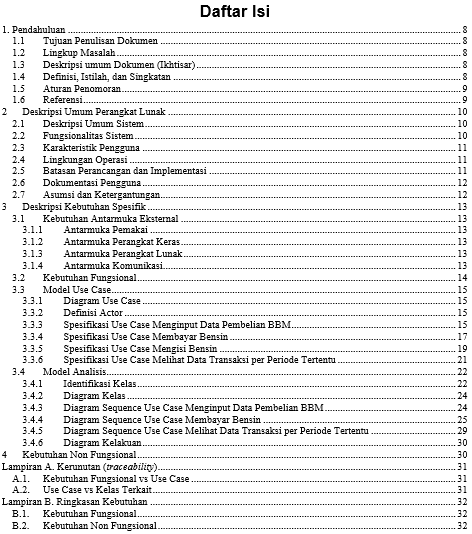 Daftar Isi
1. Pendahuluan 8
1.1 Tujuan Penulisan Dokumen 8
1.2 Lingkup Masalah 8
1.3 Deskripsi umum Dokumen (Ikhtisar) 8
1.4 Definisi, Istilah, dan Singkatan 8
1.5 Aturan Penomoran 9
1.6 Referensi 9
2 Deskripsi Umum Perangkat Lunak 10
2.1 Deskripsi Umum Sistem 10
2.2 Fungsionalitas Sistem 10
2.3 Karakteristik Pengguna 11
2.4 Lingkungan Operasi 11
2.5 Batasan Perancangan dan Implementasi 11
2.6 Dokumentasi Pengguna 12
2.7 Asumsi dan Ketergantungan 12
3 Deskripsi Kebutuhan Spesifik 13
3.1 Kebutuhan Antarmuka Eksternal 13
3.1.1 Antarmuka Pemakai 13
3.1.2 Antarmuka Perangkat Keras 13
3.1.3 Antarmuka Perangkat Lunak 13
3.1.4 Antarmuka Komunikasi 13
3.2 Kebutuhan Fungsional 14
3.3 Model Use Case 15
3.3.1 Diagram Use Case 15
3.3.2 Definisi Actor 15
3.3.3 Spesifikasi Use Case Menginput Data Pembelian BBM 15
3.3.4 Spesifikasi Use Case Membayar Bensin 17
3.3.5 Spesifikasi Use Case Mengisi Bensin 19
3.3.6 Spesifikasi Use Case Melihat Data Transaksi per Periode Tertentu 21
3.4 Model Analisis 22
3.4.1 Identifikasi Kelas 22
3.4.2 Diagram Kelas 24
3.4.3 Diagram Sequence Use Case Menginput Data Pembelian BBM 24
3.4.4 Diagram Sequence Use Case Membayar Bensin 25
3.4.5 Diagram Sequence Use Case Melihat Data Transaksi per Periode Tertentu 29
3.4.6 Diagram Kelakuan 30
4 Kebutuhan Non Fungsional 30
Lampiran A. Kerunutan (traceability) 31
A.1. Kebutuhan Fungsional vs Use Case 31
A.2. Use Case vs Kelas Terkait 31
Lampiran B. Ringkasan Kebutuhan 32
B.1. Kebutuhan Fungsional 32
B.2. Kebutuhan Non Fungsional 32